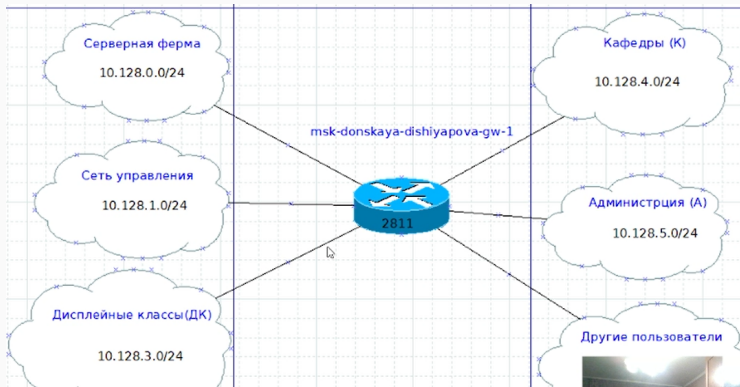 Серверная ферма
10.128.0.0/24
Кафедры (К)
10.128.4.0/24
msk-donskaya-dishiyapova-gw-1
Сеть управления
10.128.1.0/24
2811
Администрция (А)
10.128.5.0/24
Дисплейные классы(ДК)
10.128.3.0/24
Другие пользователи